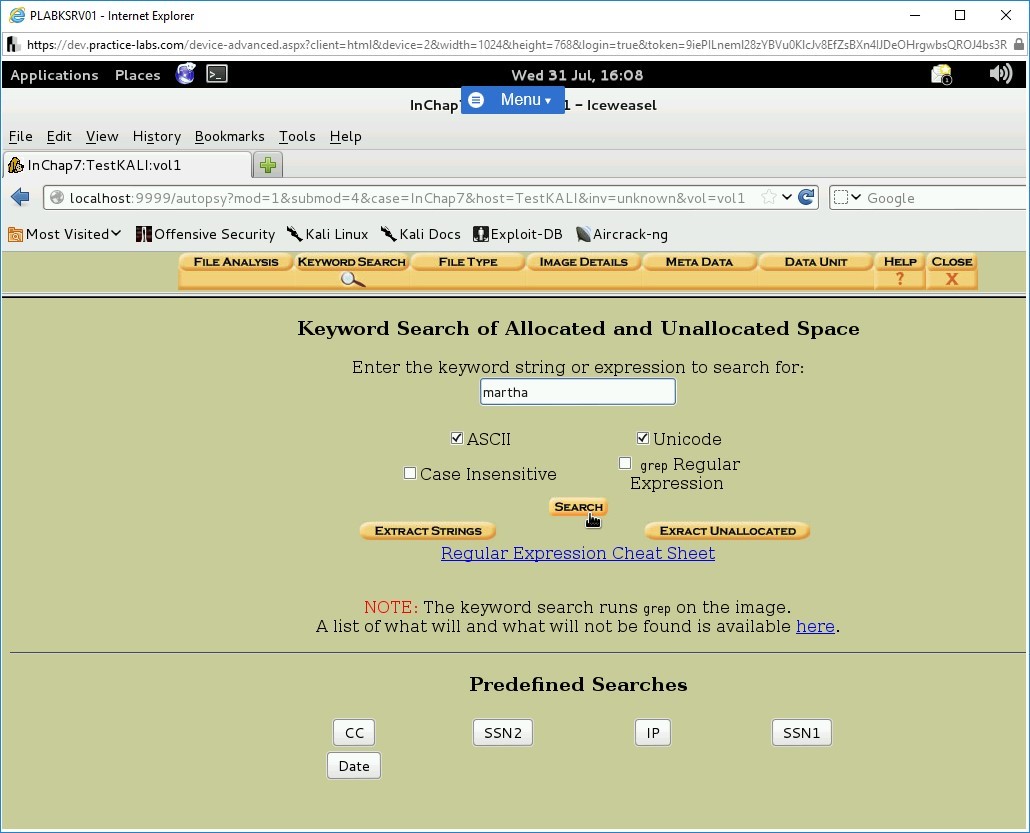 PLABKSRV01 - Internet Explorer
https://dev.practice-labs.com/device-advanced.aspx?client=html&device=2&width=1024&height=768&login=true&token=
Applications Places Wed 31 Jul, 16:08
Menu
InChap 1 - Iceweasel
File Edit View History Bookmarks Tools Help
InChap7:TestKALI:vol1
localhost:9999/autopsy?mod=1&submod=4&case=InChap7&host=TestKALI&inv=unknown&vol=vol1 Google
Most Visited Offensive Security Kali Linux Kali Docs Exploit-DB Aircrack-ng
FILE ANALYSIS KEYWORD SEARCH FILE TYPE IMAGE DETAILS META DATA DATA UNIT HELP CLOSE
? X
Keyword Search of Allocated and Unallocated Space
Enter the keyword string or expression to search for:
martha
ASCII Unicode
Case Insensitive grep Regular
Expression
SEARCH
EXTRACT STRINGS EXRACT UNALLOCATED
Regular Expression Cheat Sheet
NOTE: The keyword search runs grep on the image.
A list of what will and what will not be found is available here.
Predefined Searches
CC SSN2 IP SSN1
Date